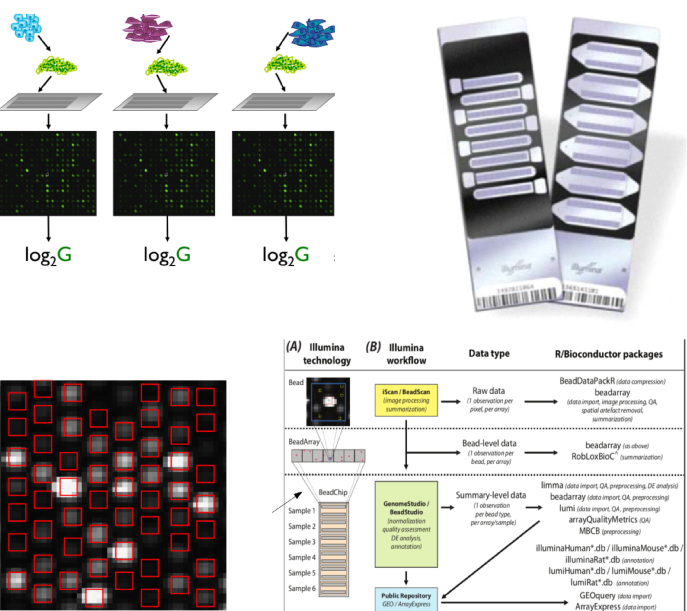 log2G
log2G
log2G
illumina
(A) Illumina technology
(B) Illumina workflow
Data type
R/Bioconductor packages
Bead
iScan / BeadScan
(image processing
summarization)
Raw data
(1 observation per
pixel, per array)
BeadDataPackR (data compression)
beadarray
(data import, image processing, QA,
spatial artefact removal,
summarization)
BeadArray
Bead-level data
(1 observation per
bead, per array)
beadarray (as above)
RobLoxBioC^ (summarization)
BeadChip
Sample 1
Sample 2
Sample 3
Sample 4
Sample 5
Sample 6
GenomeStudio /
BeadStudio
(normalization
quality assessment
DE analysis,
annotation)
Summary-level data
(1 observation
per bead type,
per array/sample)
limma (data import, QA, preprocessing, DE analysis)
beadarray (data import, QA, preprocessing)
lumi (data import, QA, preprocessing)
arrayQualityMetrics (QA)
MBCB (preprocessing)
illuminaHuman*.db / illuminaMouse*.db /
illuminaRat*.db (annotation)
lumiHuman*.db / lumiMouse*.db /
lumiRat*.db (annotation)
Public Repository
GEO / ArrayExpress
GEOquery (data import)
ArrayExpress (data import)